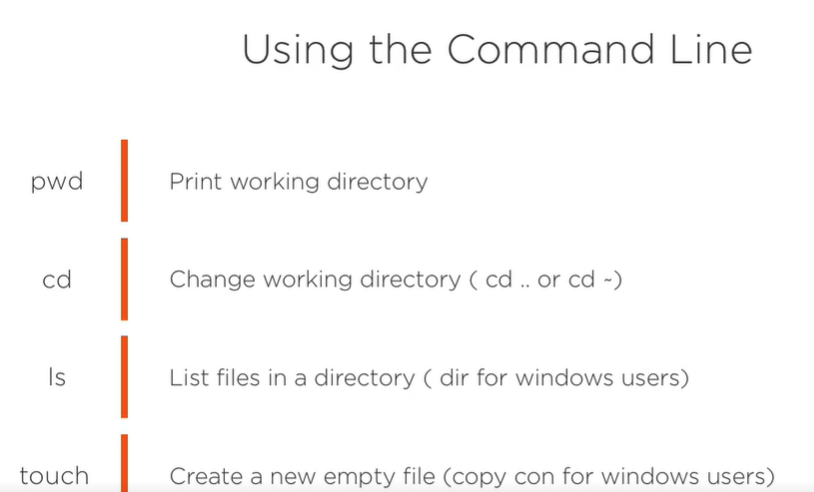 Using the Command Line
pwd
Print working directory
cd
Change working directory ( cd .. or cd ~)
ls
List files in a directory ( dir for windows users)
touch
Create a new empty file (copy con for windows users)